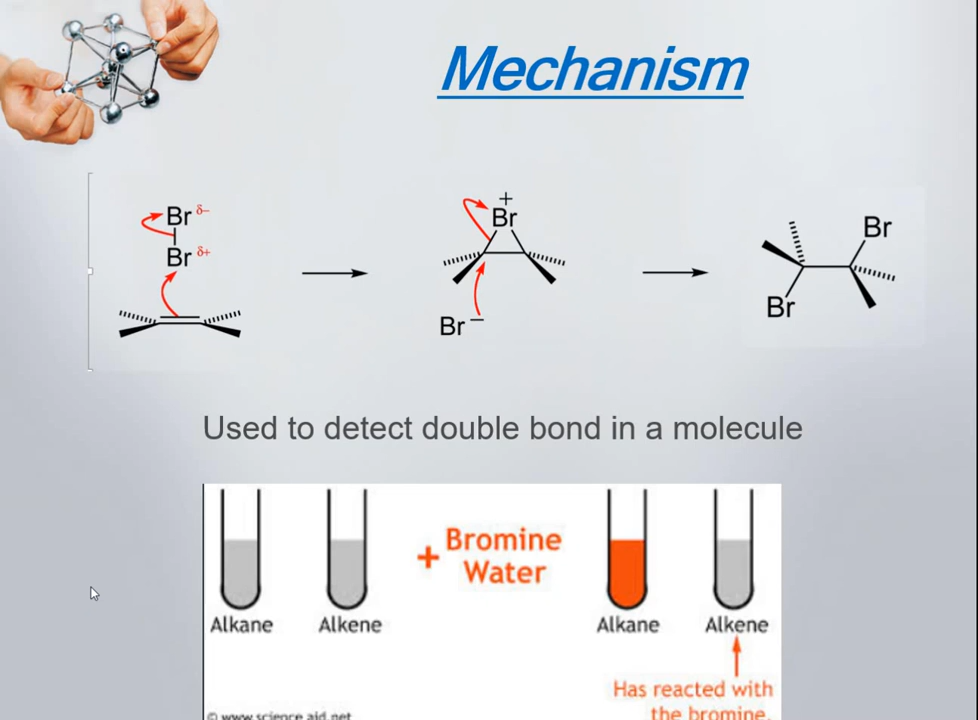 Mechanism
Br δ−
Br δ+
+
Br
Br −
Br
Br
Used to detect double bond in a molecule
+ Bromine
Water
Alkane Alkene Alkane Alkene
Has reacted with
the bromine.
© www.science aid.net